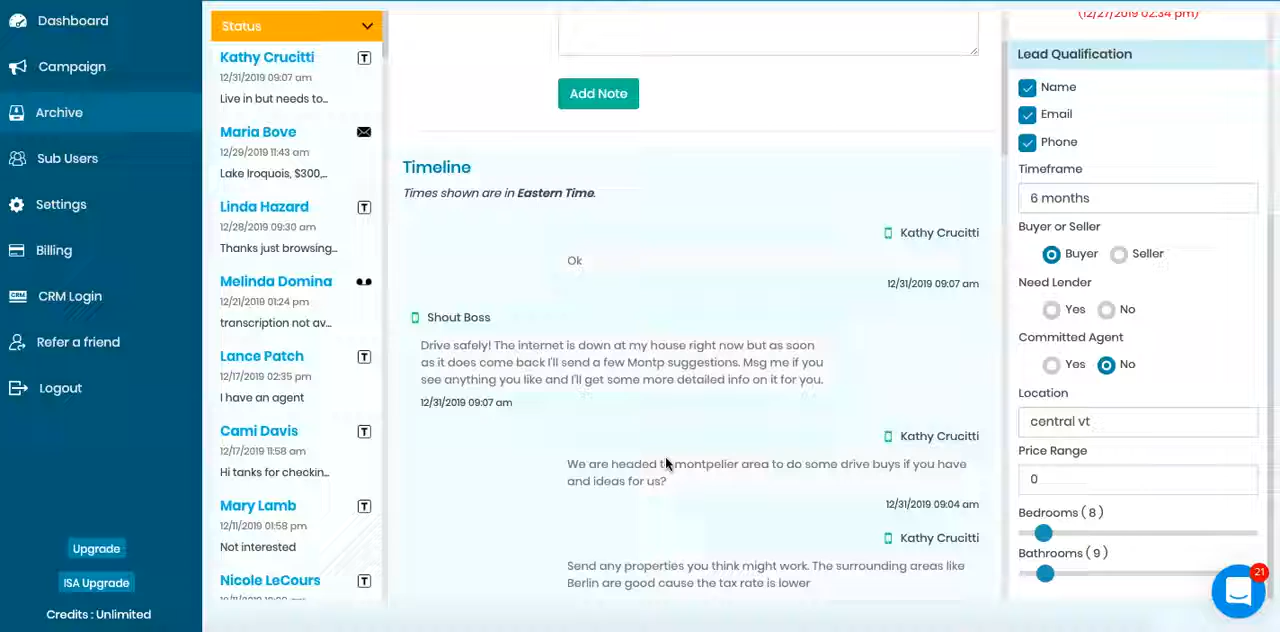 Dashboard
Campaign
Archive
Sub Users
Settings
Billing
CRM
CRM Login
Refer a friend
Logout
Upgrade
ISA Upgrade
Credits : Unlimited
Status
Kathy Crucitti
T
12/31/2019 09:07 am
Live in but needs to...
Maria Bove
12/29/2019 11:43 am
Lake Iroquois, $300,...
Linda Hazard
T
12/28/2019 09:30 am
Thanks just browsing...
Melinda Domina
12/21/2019 01:24 pm
transcription not av...
Lance Patch
T
12/17/2019 02:35 pm
I have an agent
Cami Davis
T
12/17/2019 11:58 am
Hi tanks for checkin...
Mary Lamb
T
12/11/2019 01:58 pm
Not interested
Nicole LeCours
T
Add Note
Timeline
Times shown are in Eastern Time.
Kathy Crucitti
Ok
12/31/2019 09:07 am
Shout Boss
Drive safely! The internet is down at my house right now but as soon
as it does come back I'll send a few Montp suggestions. Msg me if you
see anything you like and I'll get some more detailed info on it for you.
12/31/2019 09:07 am
Kathy Crucitti
We are headed to montpelier area to do some drive buys if you have
and ideas for us?
12/31/2019 09:04 am
Kathy Crucitti
Send any properties you think might work. The surrounding areas like
Berlin are good cause the tax rate is lower
(12/27/2019 02:34 pm)
Lead Qualification
Name
Email
Phone
Timeframe
6 months
Buyer or Seller
Buyer Seller
Need Lender
Yes No
Committed Agent
Yes No
Location
central vt
Price Range
0
Bedrooms ( 8 )
Bathrooms ( 9 )
21